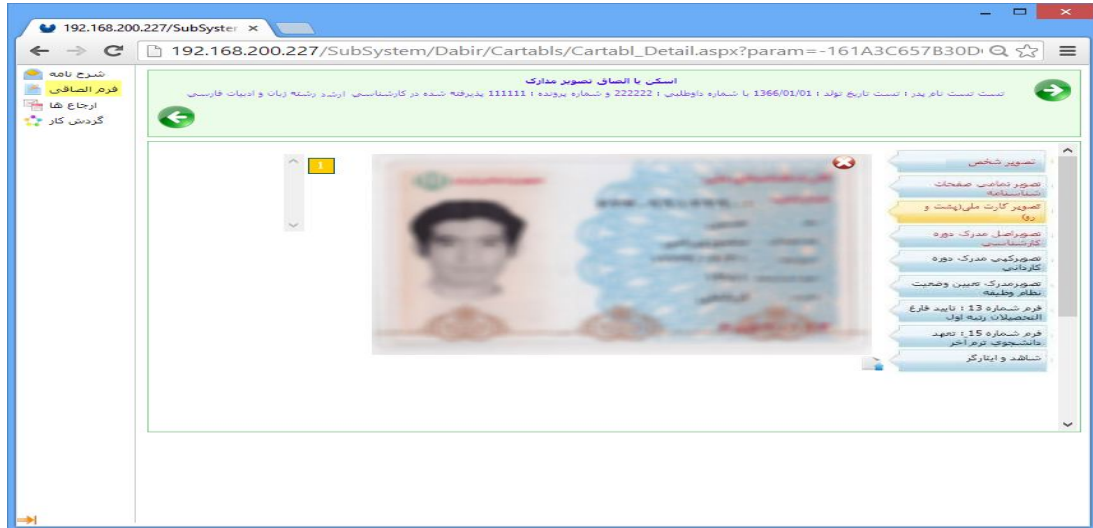 192.168.200.227/SubSyster
192.168.200.227/SubSystem/Dabir/Cartabls/Cartabl_Detail.aspx?param=-161A3C657B30D
شرح نامه
فرم الصاقی
ارجاع ها
گردش کار
اسکن یا الصاق تصویر مدارک
تست تست نام پدر : تست تاریخ تولد : 1366/01/01 با شماره داوطلبی : 222222 و شماره پرونده : 111111 پذیرفته شده در کارشناسی ارشد رشته زبان و ادبیات فارسی
1
تصویر شخص
تصویر تمامی صفحات
شناسنامه
تصویر کارت ملی(پشت و
رو)
تصویراصل مدرک دوره
کارشناسی
تصویرکپی مدرک دوره
کاردانی
تصویرمدرک تعیین وضعیت
نظام وظیفه
فرم شماره 13 : تایید فارغ
التحصیلان رتبه اول
فرم شماره 15 : تعهد
دانشجوی ترم آخر
شاهد و ایثارگر